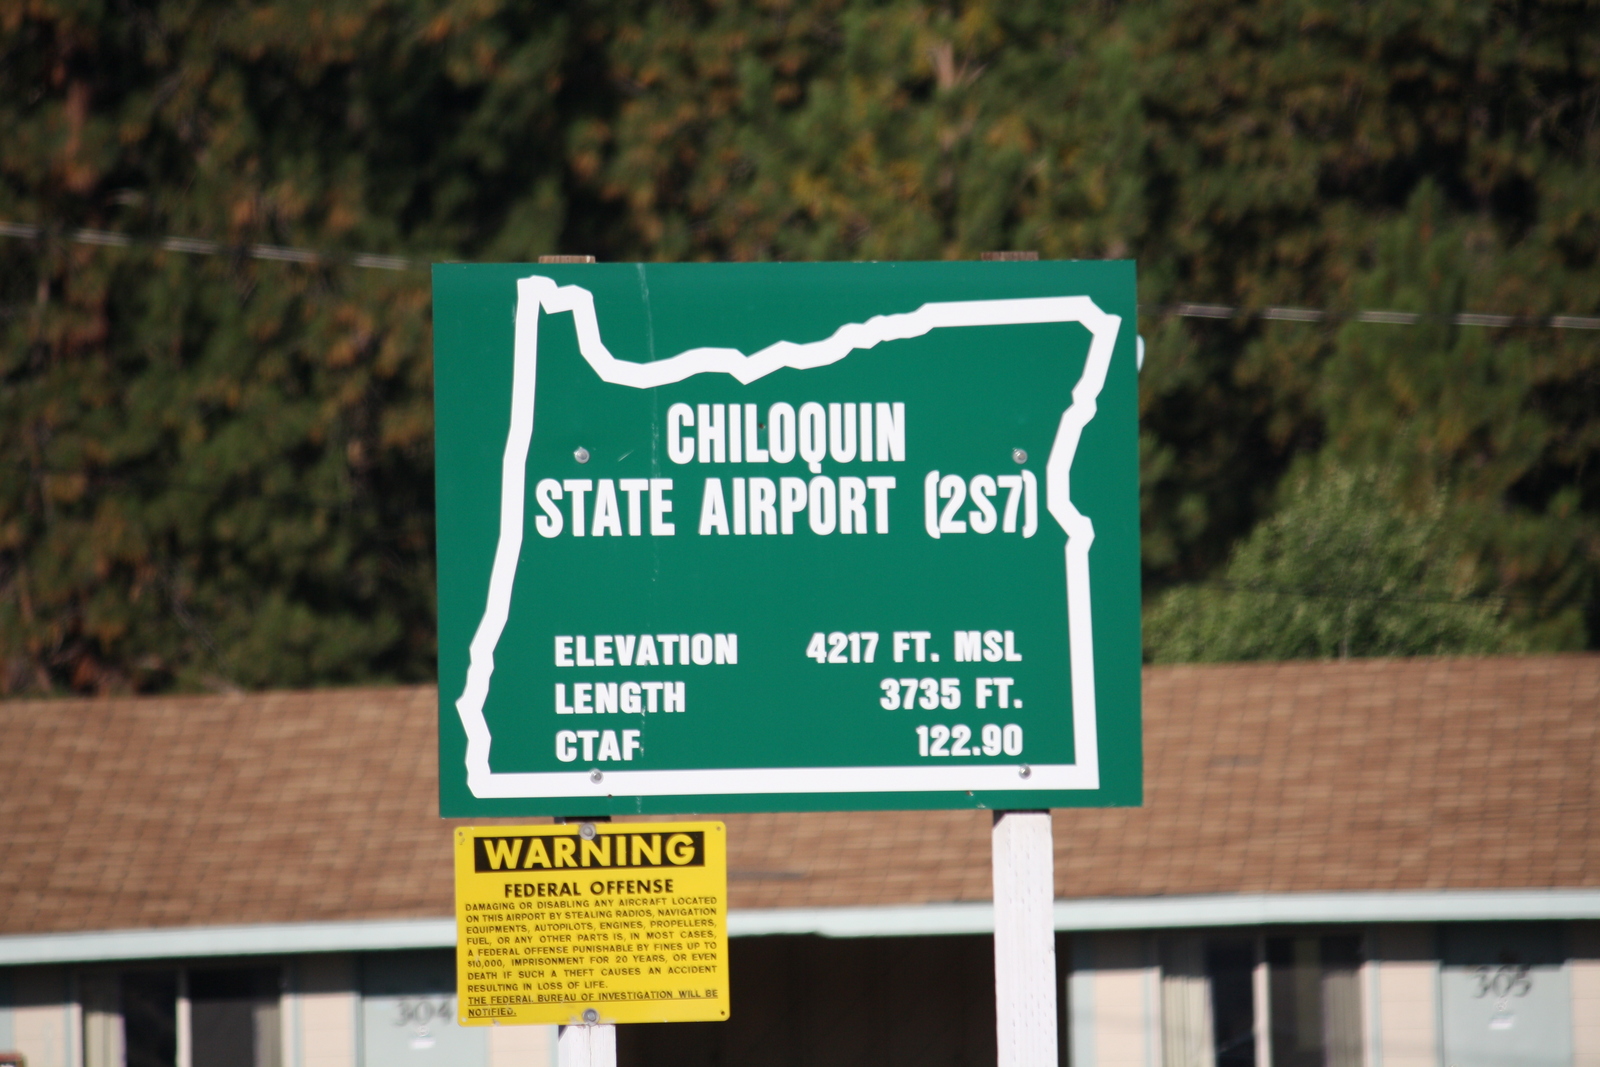 CHILOQUIN
STATE AIRPORT (2S7)
ELEVATION 4217 FT. MSL
LENGTH 3735 FT.
CTAF 122.90
WARNING
FEDERAL OFFENSE
DAMAGING OR DISABLING ANY AIRCRAFT LOCATED
ON THIS AIRPORT BY STEALING RADIOS, NAVIGATION
EQUIPMENTS, AUTOPILOTS, ENGINES, PROPELLERS,
FUEL, OR ANY OTHER PARTS IS, IN MOST CASES,
A FEDERAL OFFENSE PUNISHABLE BY FINES UP TO
$10,000, IMPRISONMENT FOR 20 YEARS, OR EVEN
DEATH IF SUCH A THEFT CAUSES AN ACCIDENT
RESULTING IN LOSS OF LIFE.
THE FEDERAL BUREAU OF INVESTIGATION WILL BE
NOTIFIED.
304
305